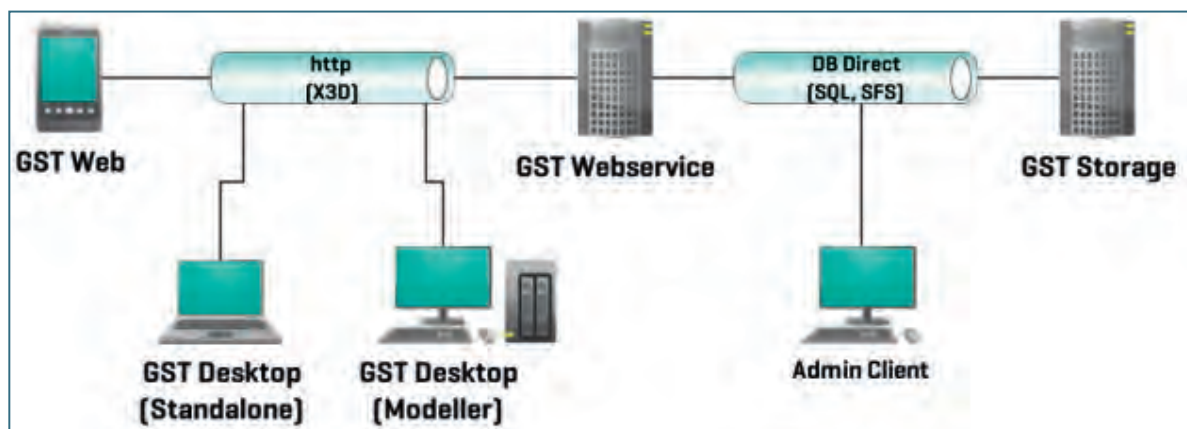 http
(X3D)
DB Direct
(SQL, SFS)
GST Web
GST Webservice
GST Storage
GST Desktop
(Standalone)
GST Desktop
(Modeller)
Admin Client